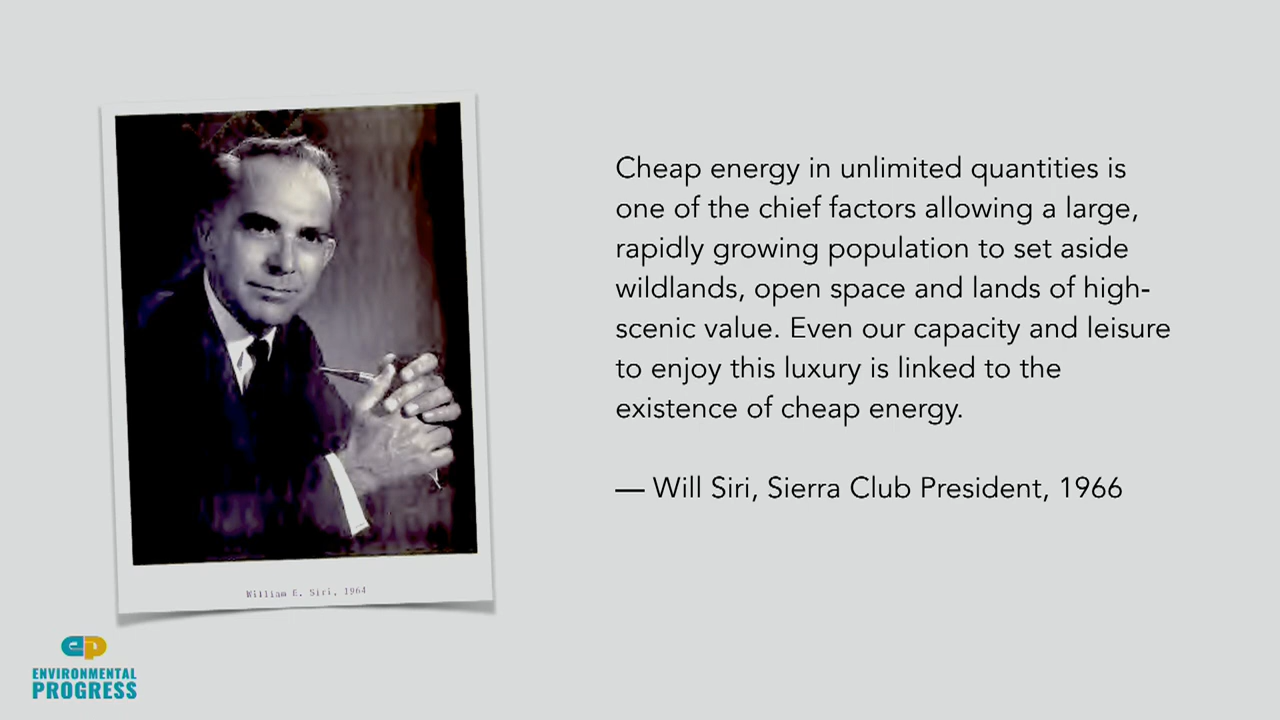 Cheap energy in unlimited quantities is
one of the chief factors allowing a large,
rapidly growing population to set aside
wildlands, open space and lands of high-
scenic value. Even our capacity and leisure
to enjoy this luxury is linked to the
existence of cheap energy.
— Will Siri, Sierra Club President, 1966
William E. Siri, 1964
ep
ENVIRONMENTAL
PROGRESS